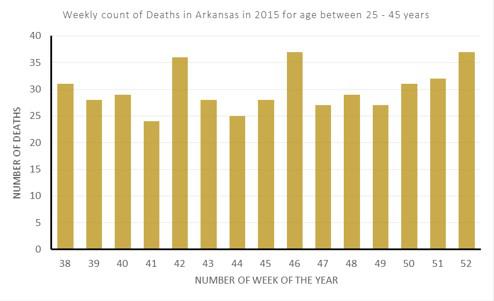 Weekly count of Deaths in Arkansas in 2015 for age between 25 - 45 years
NUMBER OF DEATHS
40
35
30
25
20
15
10
5
0
38 39 40 41 42 43 44 45 46 47 48 49 50 51 52
NUMBER OF WEEK OF THE YEAR